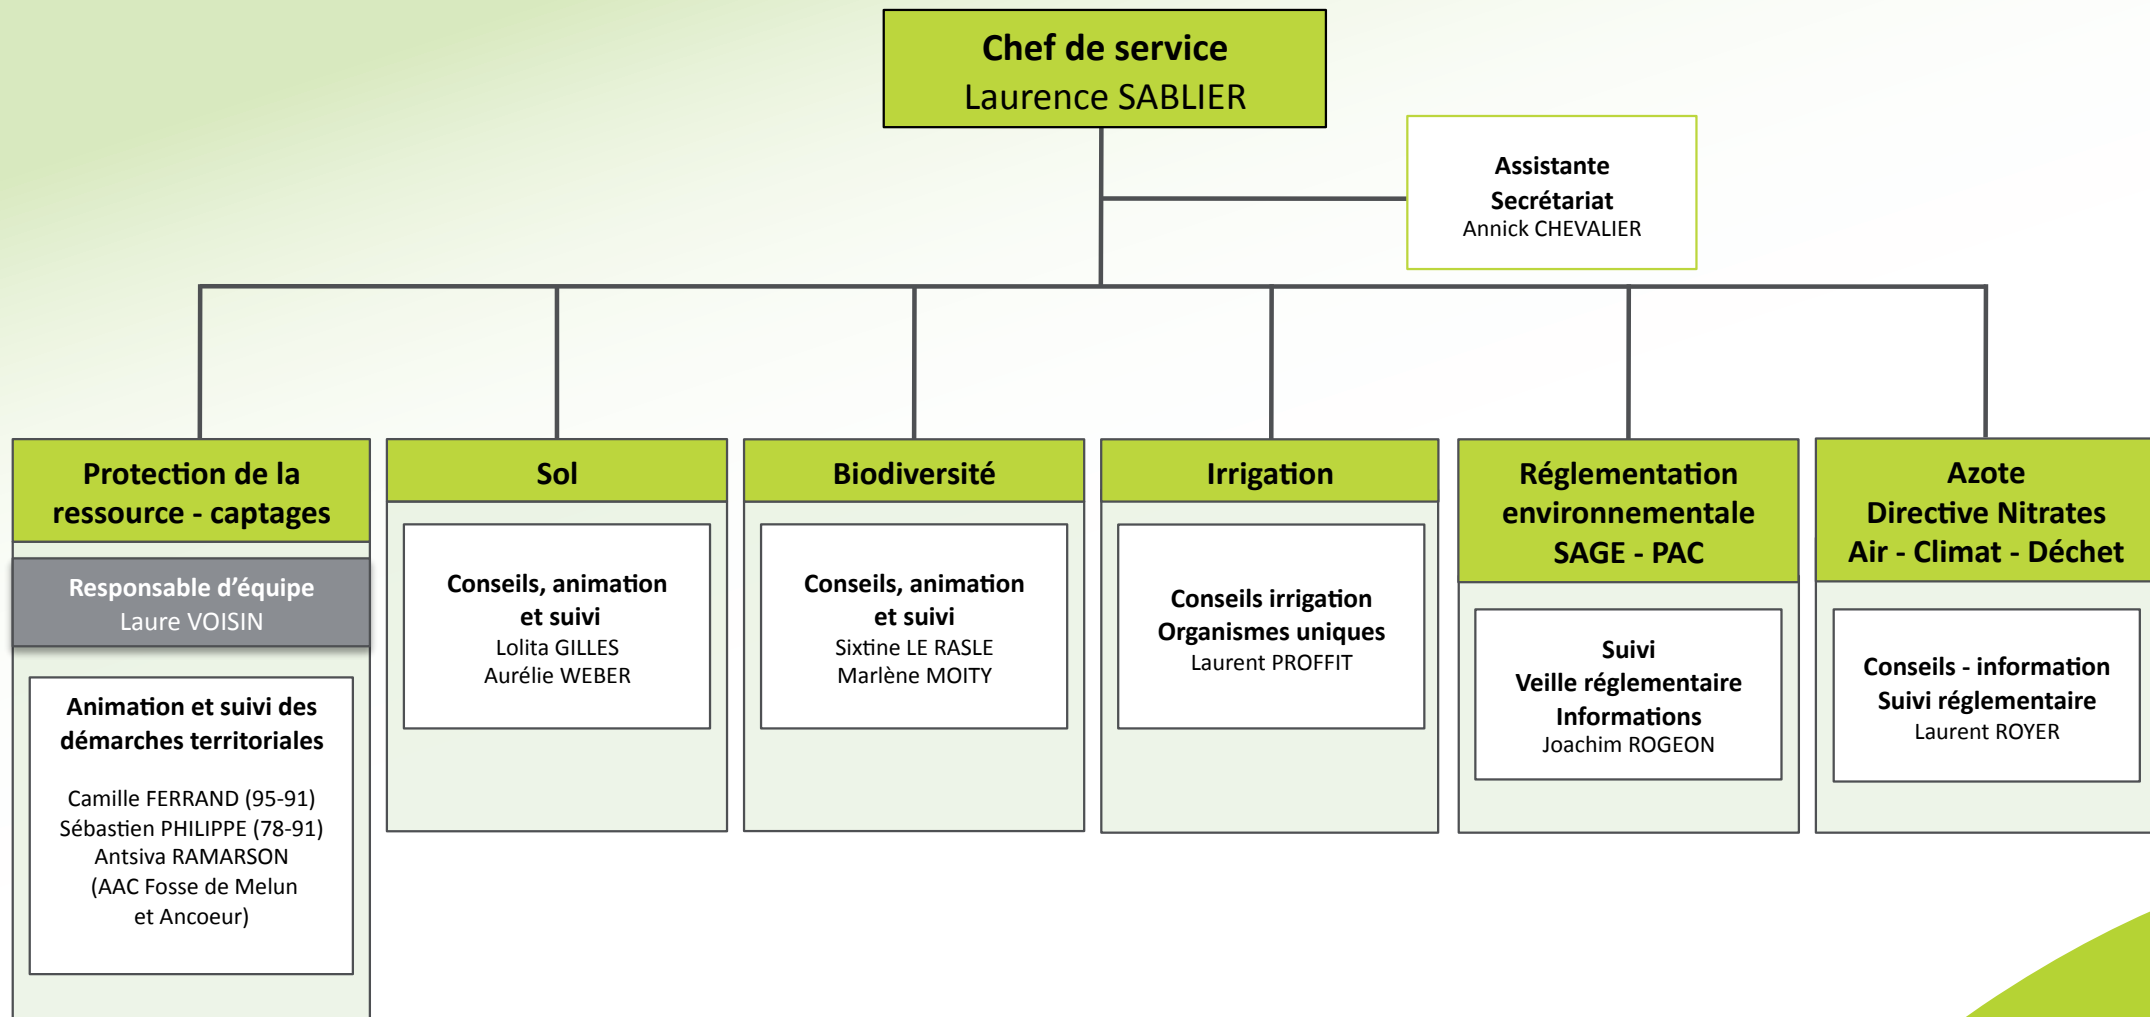 Chef de service
Laurence SABLIER
Assistante
Secrétariat
Annick CHEVALIER
Protection de la
ressource - captages
Responsable d’équipe
Laure VOISIN
Animation et suivi des
démarches territoriales
Camille FERRAND (95-91)
Sébastien PHILIPPE (78-91)
Antsiva RAMARSON
(AAC Fosse de Melun
et Ancoeur)
Sol
Conseils, animation
et suivi
Lolita GILLES
Aurélie WEBER
Biodiversité
Conseils, animation
et suivi
Sixtine LE RASLE
Marlène MOITY
Irrigation
Conseils irrigation
Organismes uniques
Laurent PROFFIT
Réglementation
environnementale
SAGE - PAC
Suivi
Veille réglementaire
Informations
Joachim ROGEON
Azote
Directive Nitrates
Air - Climat - Déchet
Conseils - information
Suivi réglementaire
Laurent ROYER